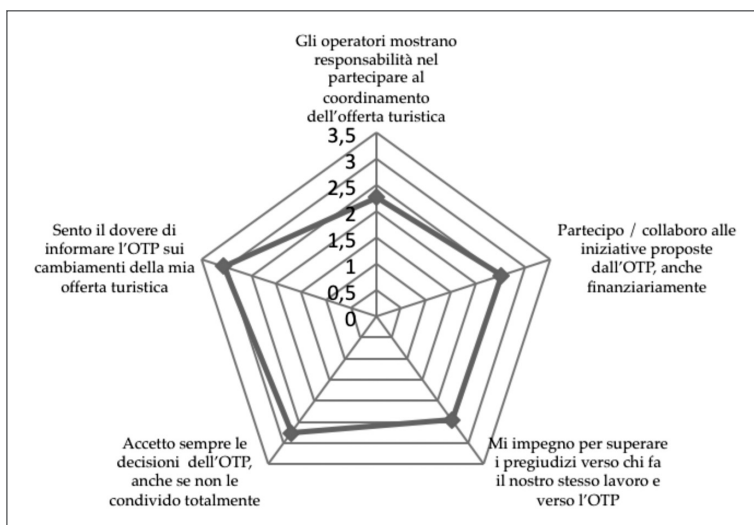 Gli operatori mostrano
responsabilità nel
partecipare al
coordinamento
dell'offerta turistica
3,5
3
2,5
2
1,5
1
0,5
0
Partecipo / collaboro alle
iniziative proposte
dall'OTP, anche
finanziariamente
Mi impegno per superare
i pregiudizi verso chi fa
il nostro stesso lavoro e
verso l'OTP
Accetto sempre le
decisioni dell'OTP,
anche se non le
condivido totalmente
Sento il dovere di
informare l'OTP sui
cambiamenti della mia
offerta turistica